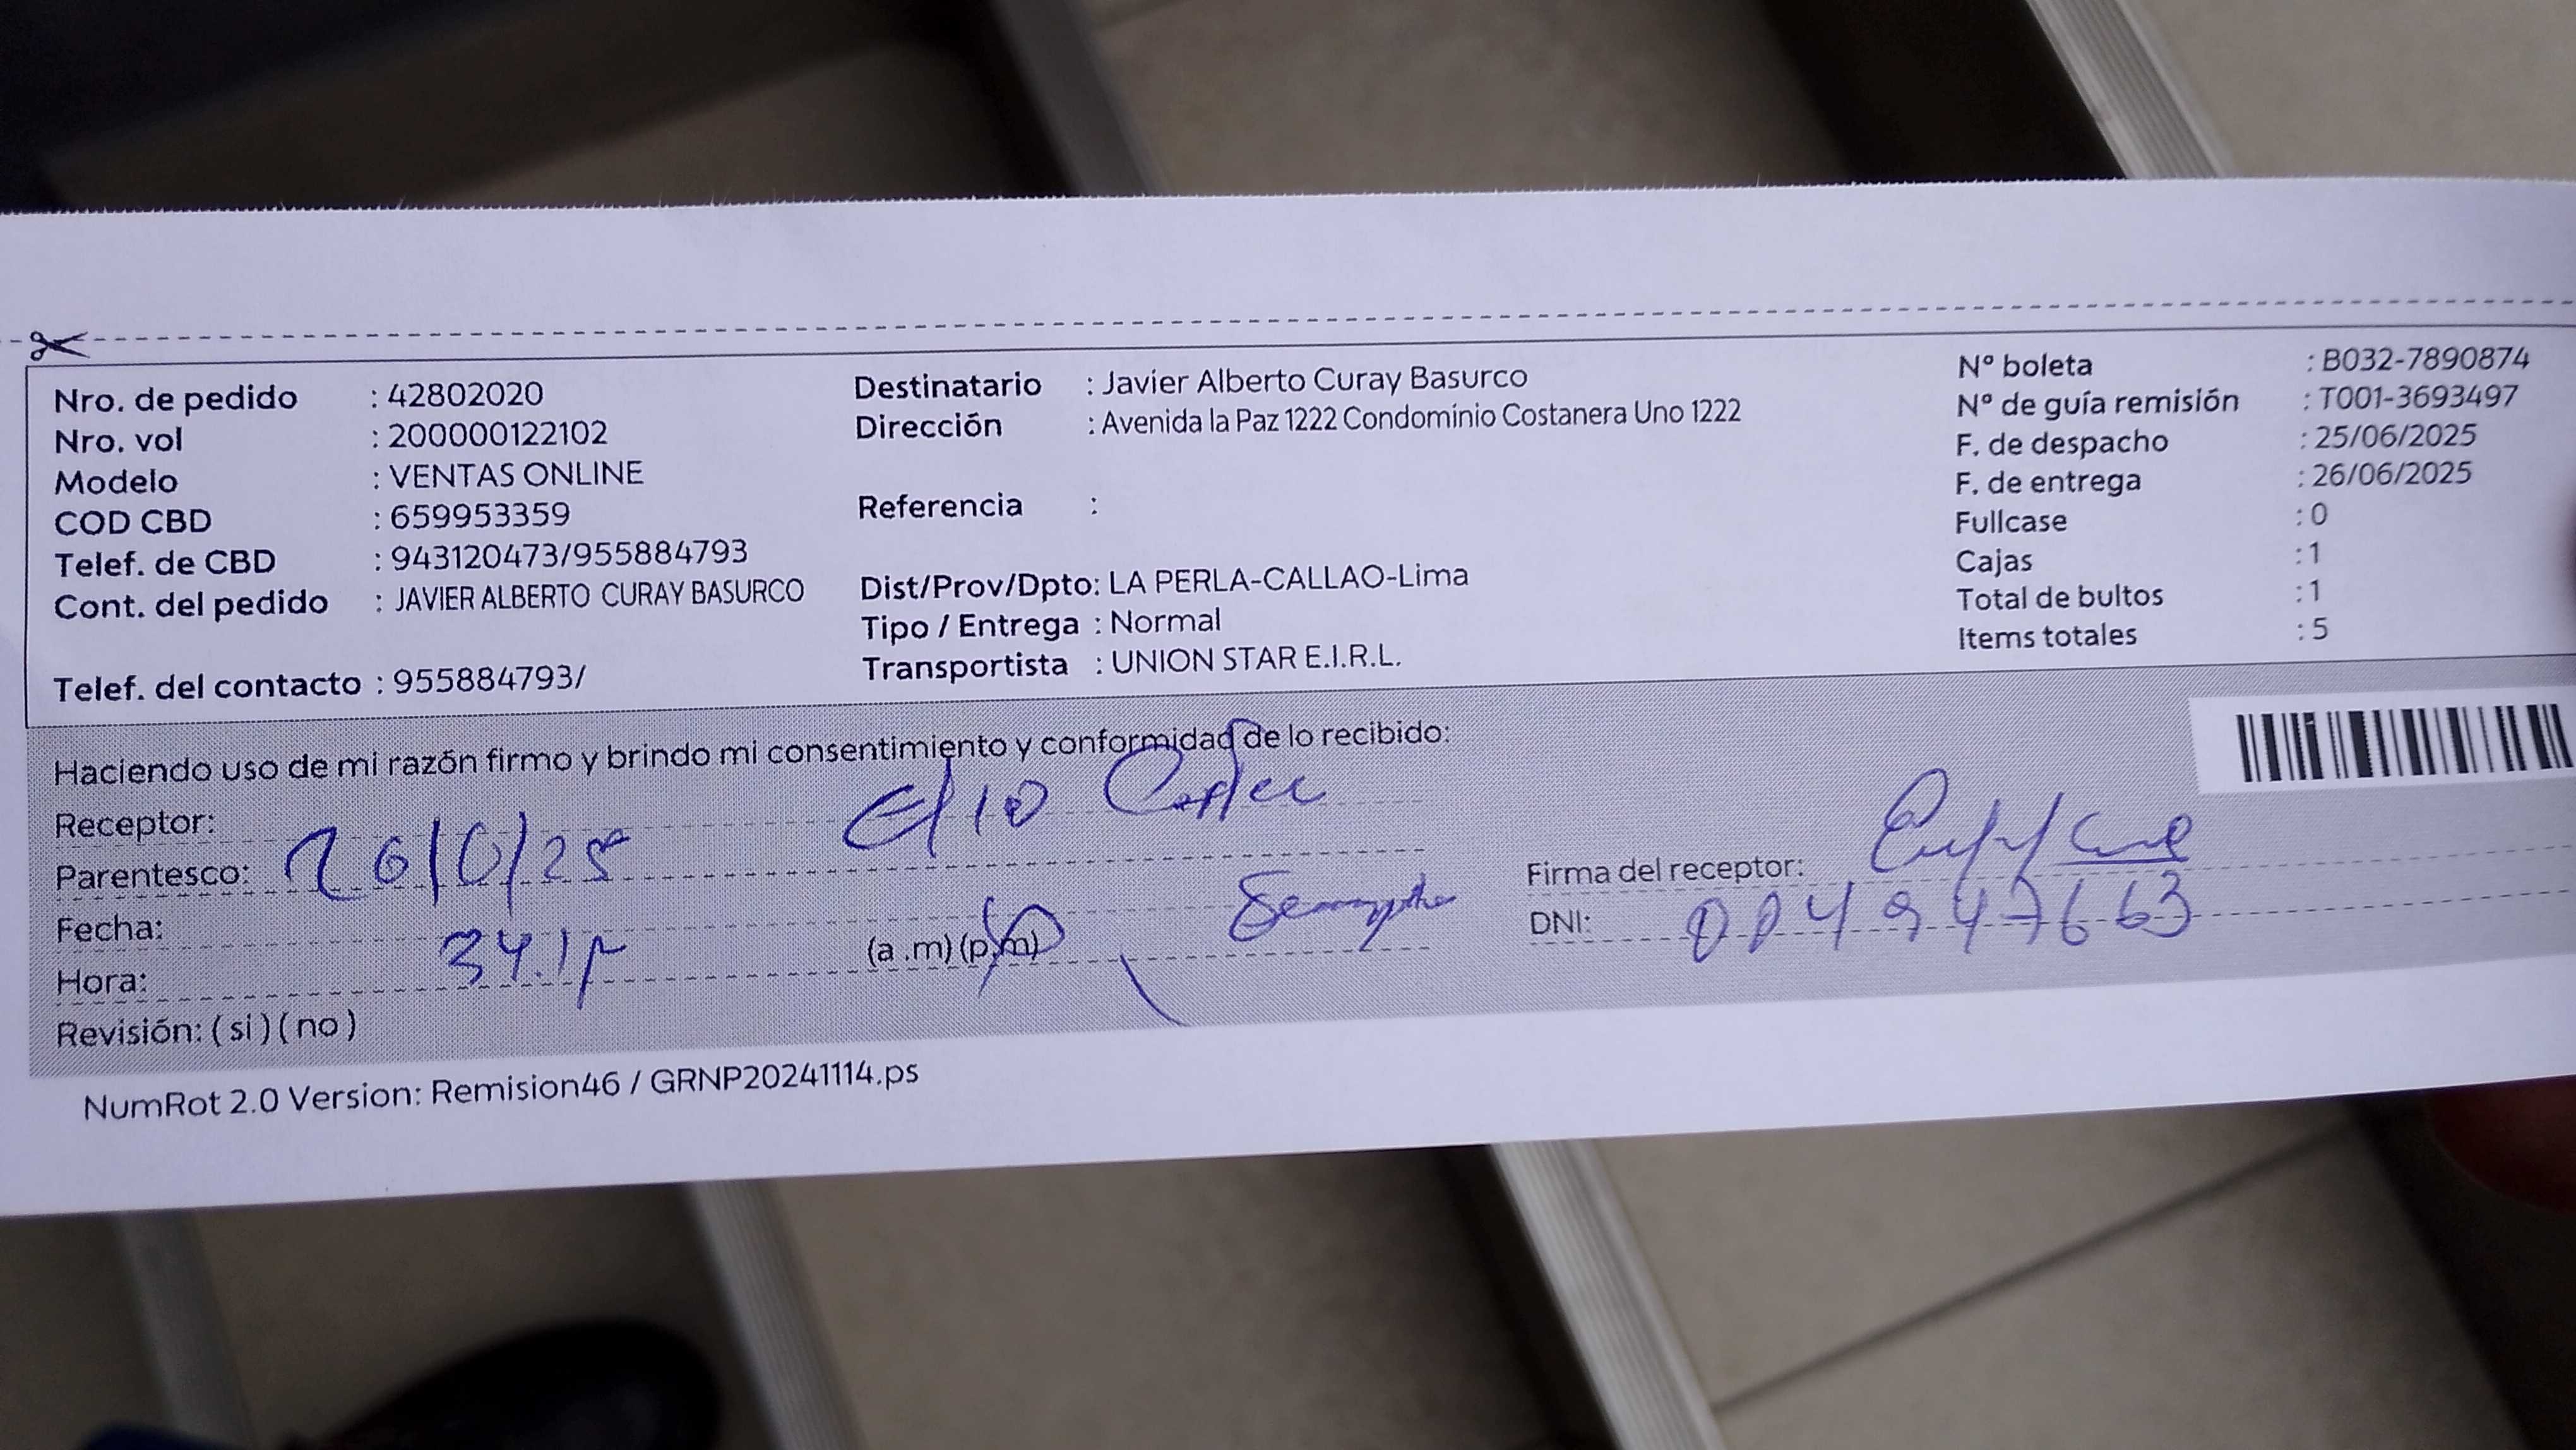 Nro. de pedido : 42802020
Nro. vol : 200000122102
Modelo : VENTAS ONLINE
COD CBD : 659953359
Telef. de CBD : 943120473/955884793
Cont. del pedido : JAVIER ALBERTO CURAY BASURCO
Telef. del contacto : 955884793/
Destinatario : Javier Alberto Curay Basurco
Dirección : Avenida la Paz 1222 Condominio Costanera Uno 1222
Referencia :
Dist/Prov/Dpto: LA PERLA-CALLAO-Lima
Tipo / Entrega : Normal
Transportista : UNION STAR E.I.R.L.
Nº boleta : B032-7890874
Nº de guía remisión : T001-3693497
F. de despacho : 25/06/2025
F. de entrega : 26/06/2025
Fullcase : 0
Cajas : 1
Total de bultos : 1
Items totales : 5
Haciendo uso de mi razón firmo y brindo mi consentimiento y conformidad de lo recibido:
Receptor:
Parentesco:
Fecha:
Hora: (a .m) (p.m)
Revisión: ( si ) ( no )
Firma del receptor:
DNI:
NumRot 2.0 Version: Remision46 / GRNP20241114.ps